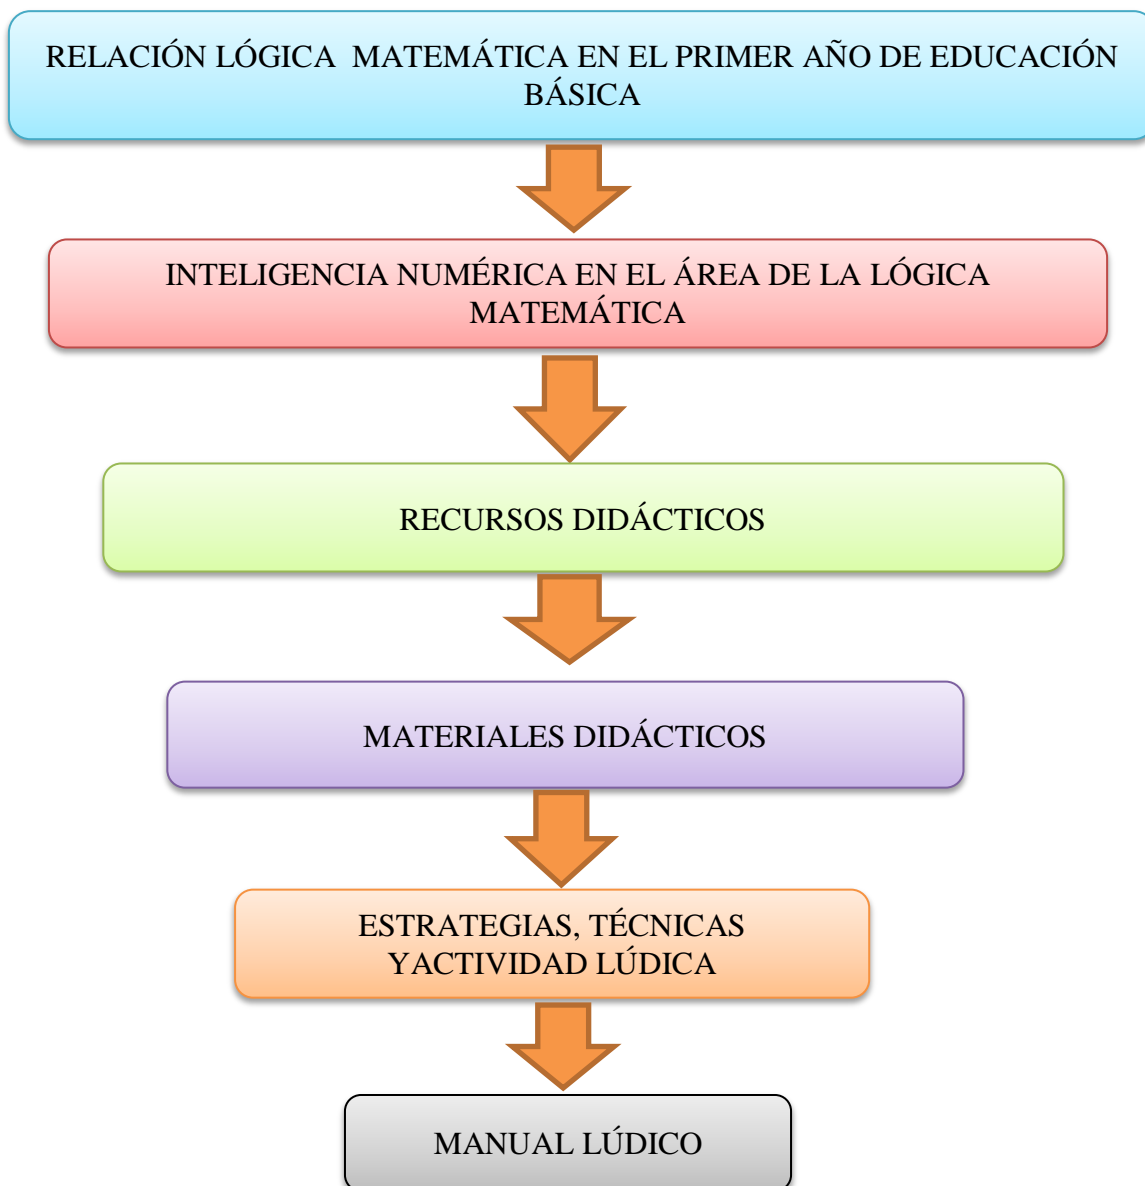 RELACIÓN LÓGICA  MATEMÁTICA EN EL PRIMER AÑO DE EDUCACIÓN
BÁSICA
INTELIGENCIA NUMÉRICA EN EL ÁREA DE LA LÓGICA
MATEMÁTICA
RECURSOS DIDÁCTICOS
MATERIALES DIDÁCTICOS
ESTRATEGIAS, TÉCNICAS
YACTIVIDAD LÚDICA
MANUAL LÚDICO